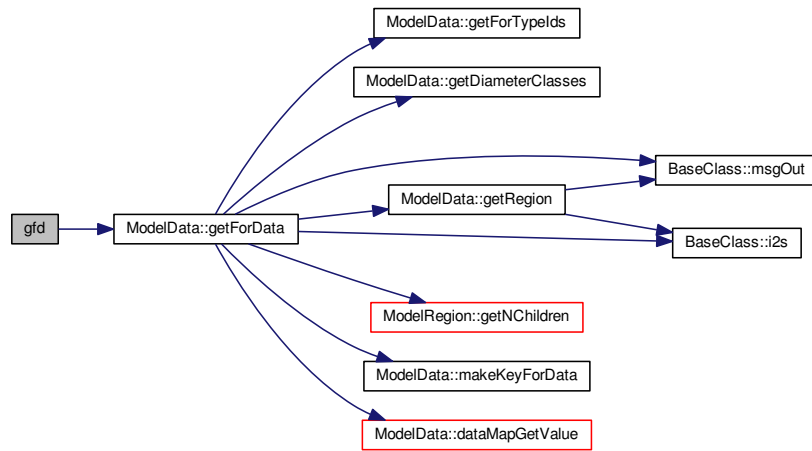 ModelData::getForTypeIds
ModelData::getDiameterClasses
BaseClass::msgOut
ModelData::getRegion
gfd
ModelData::getForData
BaseClass::i2s
ModelRegion::getNChildren
ModelData::makeKeyForData
ModelData::dataMapGetValue